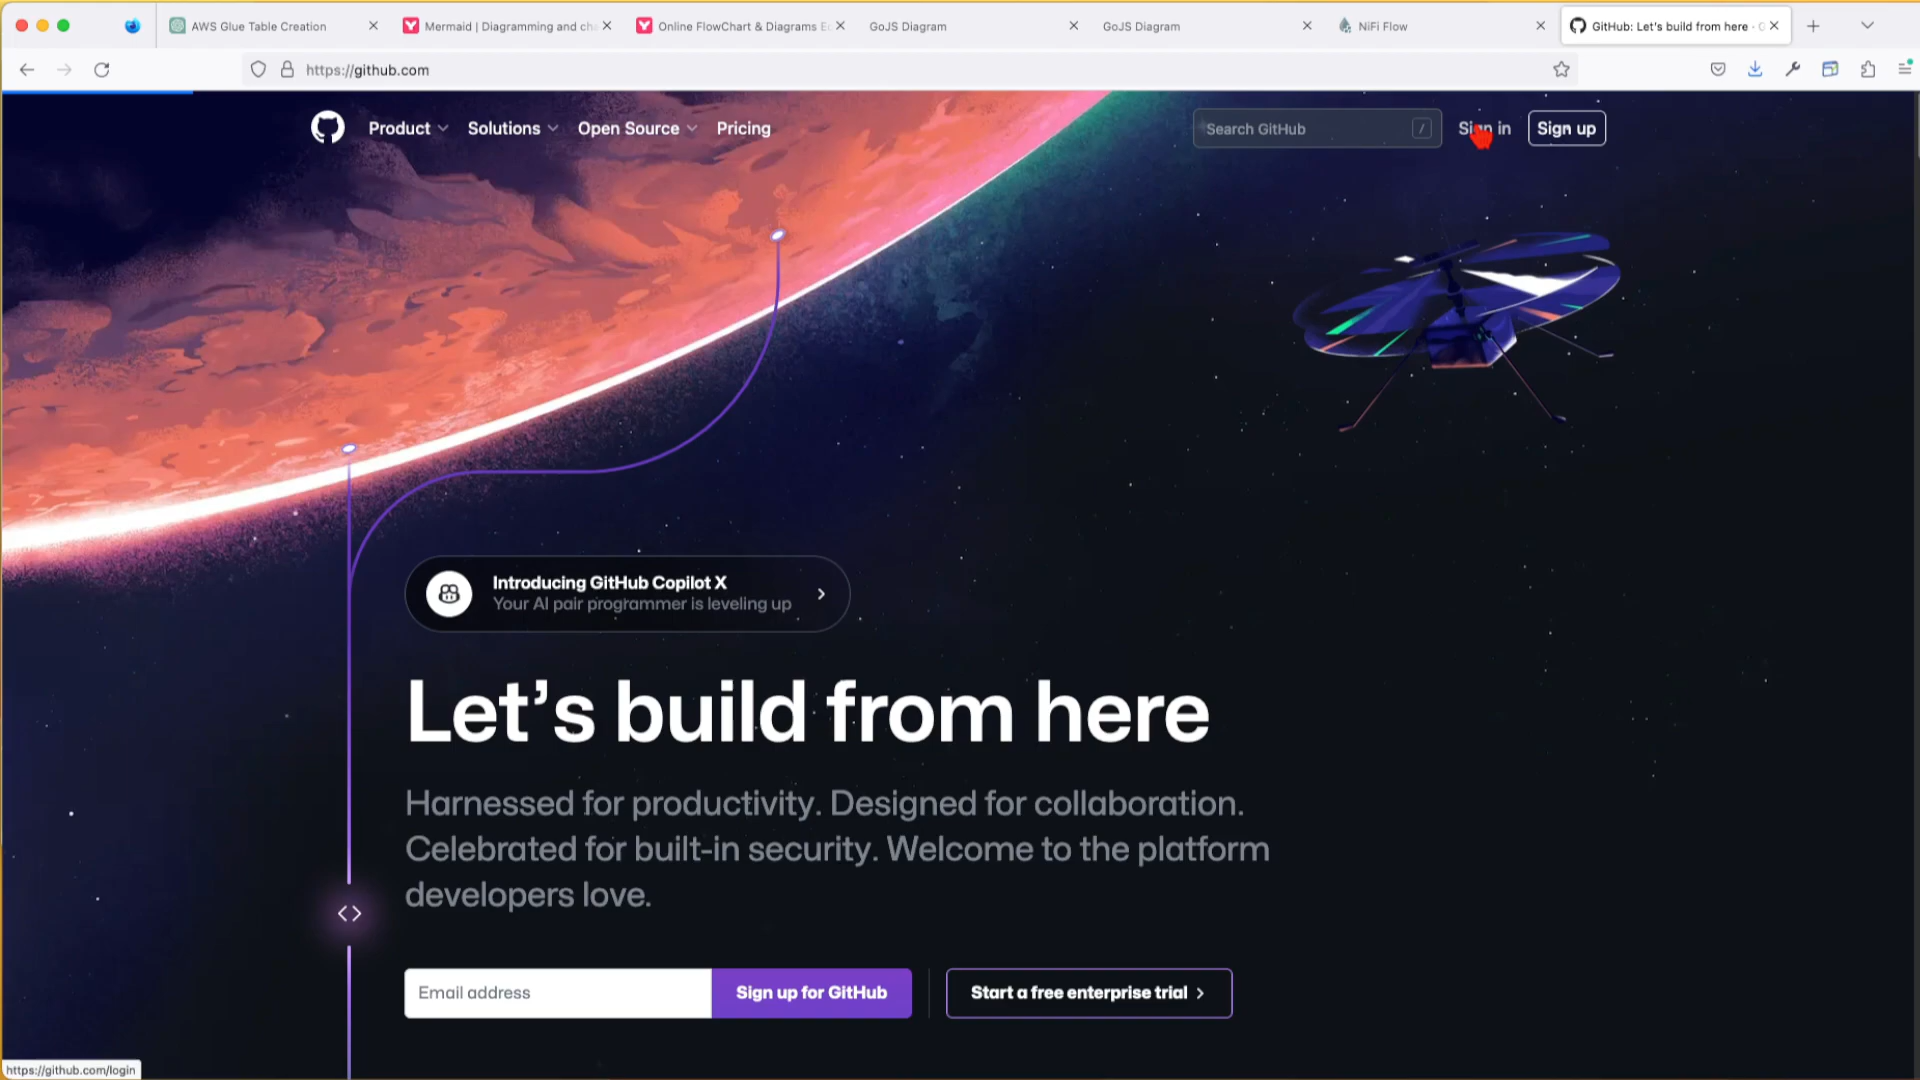 AWS Glue Table Creation
Mermaid | Diagramming and cha
Online FlowChart & Diagrams Ed
GoJS Diagram
GoJS Diagram
NiFi Flow
GitHub: Let's build from here · G
https://github.com
Product
Solutions
Open Source
Pricing
Search GitHub
/
Sign in
Sign up
Introducing GitHub Copilot X
Your AI pair programmer is leveling up
Let's build from here
Harnessed for productivity. Designed for collaboration.
Celebrated for built-in security. Welcome to the platform
developers love.
Email address
Sign up for GitHub
Start a free enterprise trial
https://github.com/login